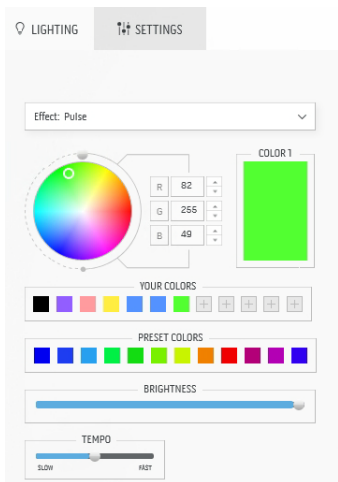 LIGHTING
SETTINGS
Effect: Pulse
COLOR 1
R 82
G 255
B 49
YOUR COLORS
PRESET COLORS
BRIGHTNESS
TEMPO
SLOW FAST